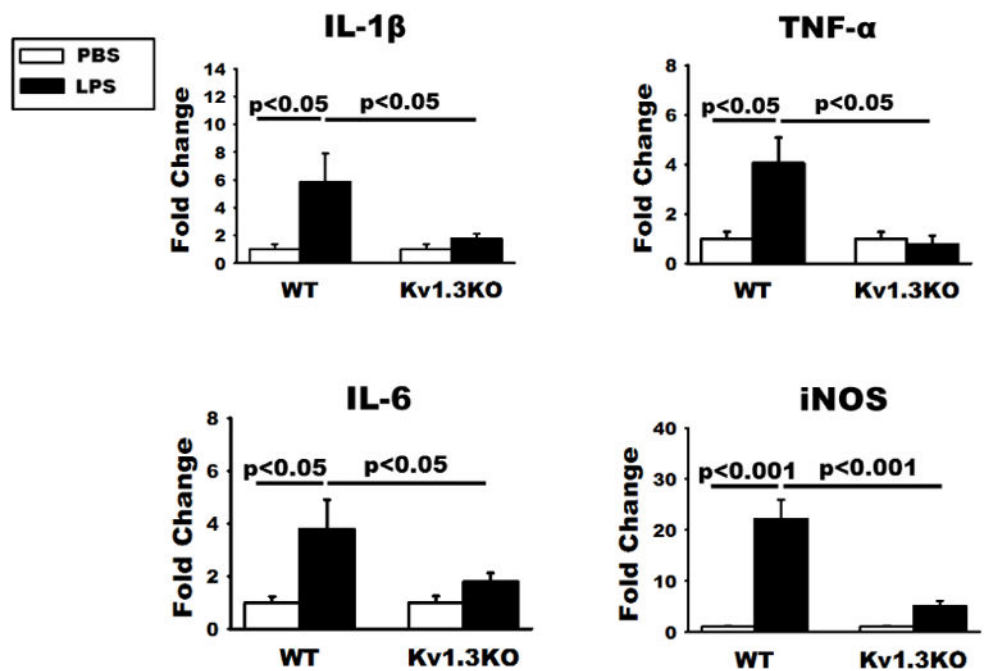 PBS
LPS
IL-1β
Fold Change
14
12
10
8
6
4
2
0
p<0.05
p<0.05
WT
Kv1.3KO
TNF-α
Fold Change
8
6
4
2
0
p<0.05
p<0.05
WT
Kv1.3KO
IL-6
Fold Change
8
6
4
2
0
p<0.05
p<0.05
WT
Kv1.3KO
iNOS
Fold Change
40
30
20
10
0
p<0.001
p<0.001
WT
Kv1.3KO